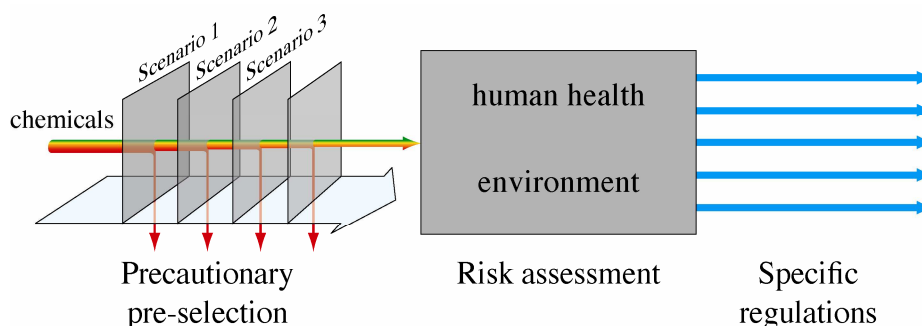 Scenario 1
Scenario 2
Scenario 3
chemicals
human health
environment
Precautionary
pre-selection
Risk assessment
Specific
regulations